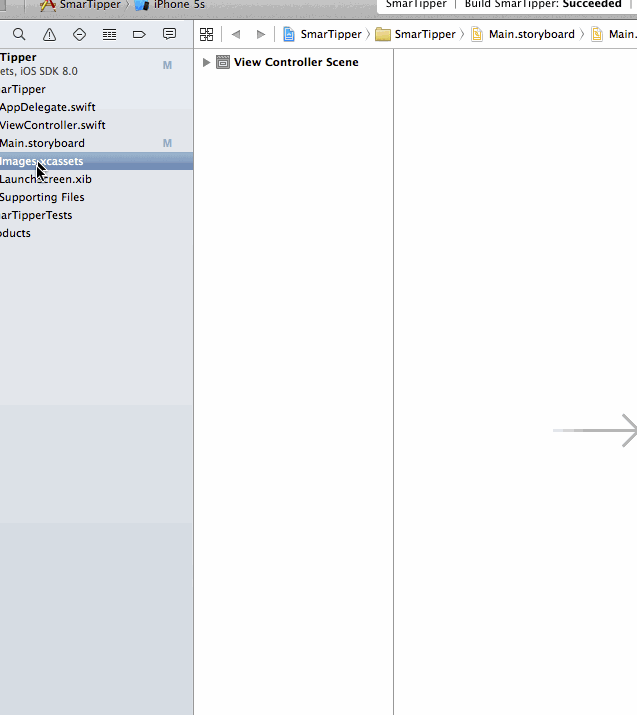 SmarTipper iPhone 5s SmarTipper Build SmarTipper: Succeeded
SmarTipper SmarTipper Main.storyboard Main.
Tipper M
ets, iOS SDK 8.0
arTipper
AppDelegate.swift
ViewController.swift
Main.storyboard M
Images.xcassets
LaunchScreen.xib
Supporting Files
arTipperTests
oducts
View Controller Scene